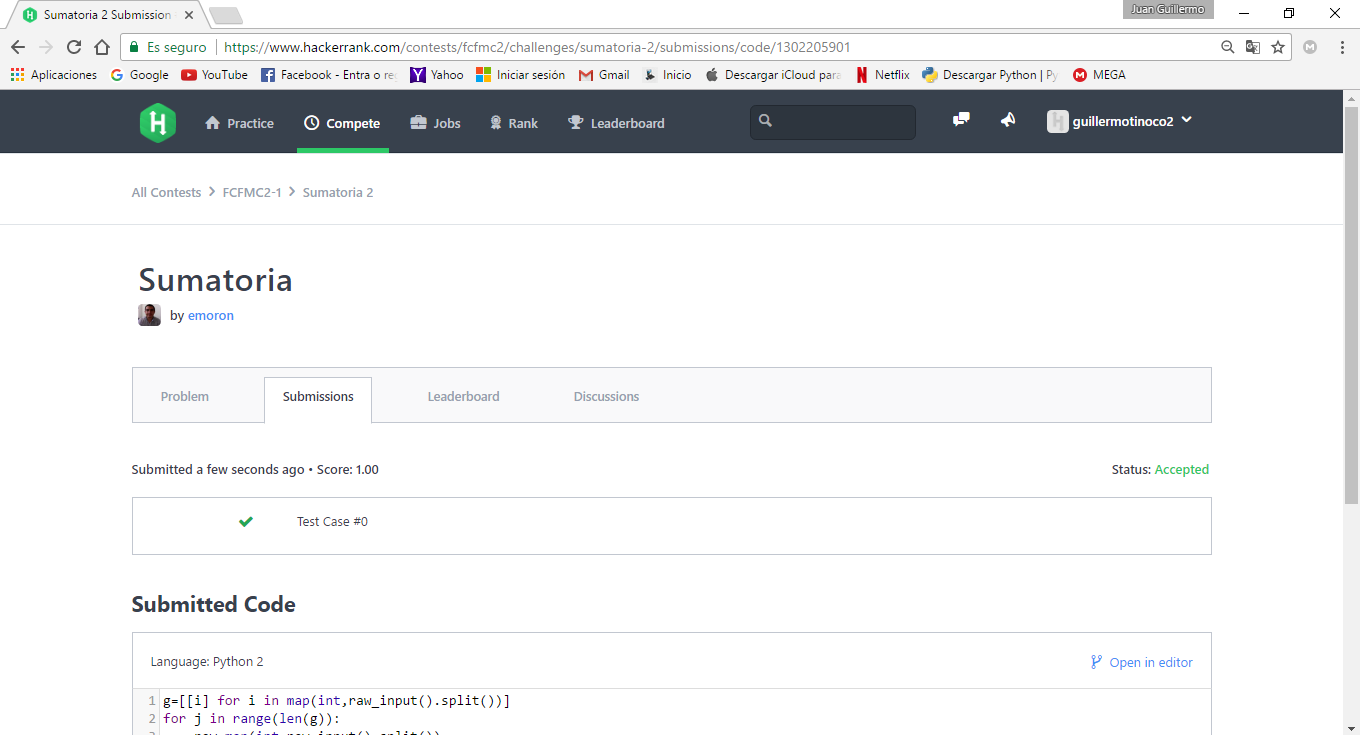 Sumatoria 2 Submission
Juan Guillermo
Es seguro https://www.hackerrank.com/contests/fcfmc2/challenges/sumatoria-2/submissions/code/1302205901
Aplicaciones Google YouTube Facebook - Entra o re Yahoo Iniciar sesión Gmail Inicio Descargar iCloud para Netflix Descargar Python | Py MEGA
Practice Compete Jobs Rank Leaderboard guillermotinoco2
All Contests > FCFMC2-1 > Sumatoria 2
Sumatoria
by emoron
Problem Submissions Leaderboard Discussions
Submitted a few seconds ago • Score: 1.00 Status: Accepted
Test Case #0
Submitted Code
Language: Python 2 Open in editor
1 g=[[i] for i in map(int,raw_input().split())]
2 for j in range(len(g)):